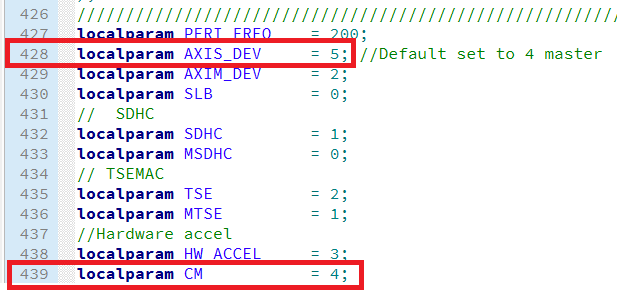 426 ////////////////////////////////////////////////////////
427 localparam PERI_FREQ = 200;
428 localparam AXIS_DEV = 5; //Default set to 4 master
429 localparam AXIM_DEV = 2;
430 localparam SLB = 0;
431 // SDHC
432 localparam SDHC = 1;
433 localparam MSDHC = 0;
434 // TSEMAC
435 localparam TSE = 2;
436 localparam MTSE = 1;
437 //Hardware accel
438 localparam HW_ACCEL = 3;
439 localparam CM = 4;